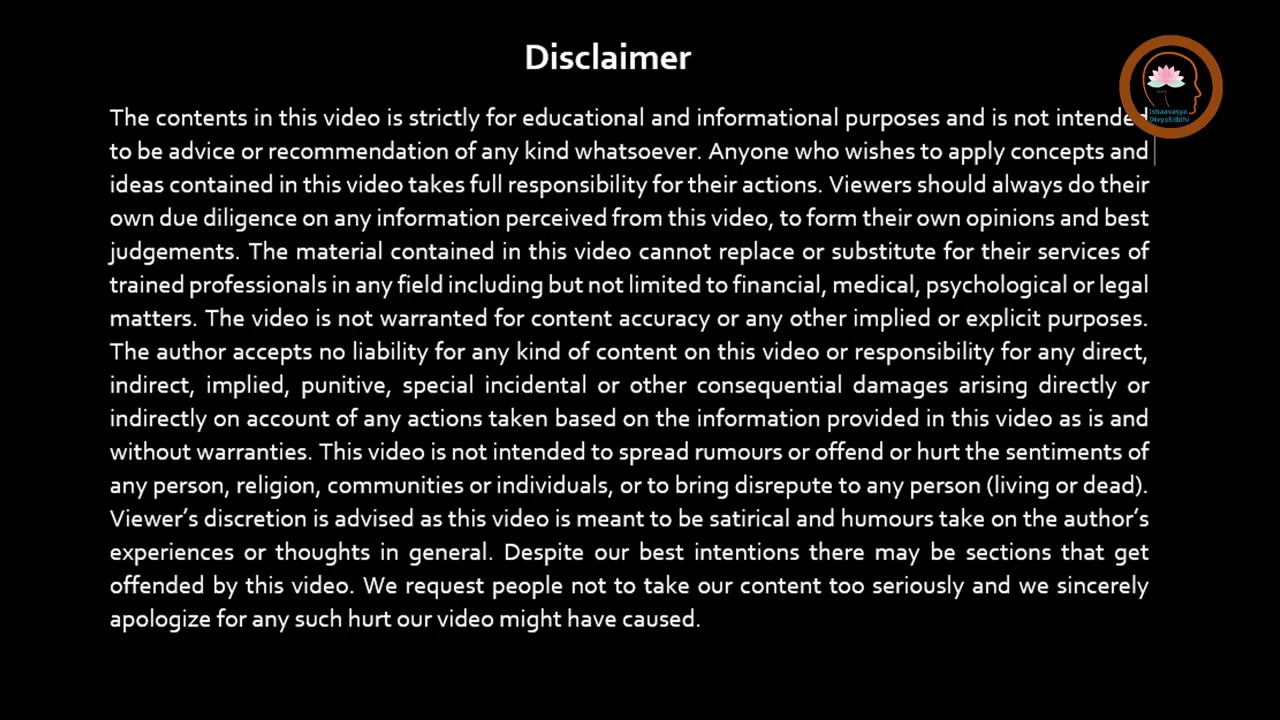 Disclaimer
Ishaavasya
DivyaSiddhi
The contents in this video is strictly for educational and informational purposes and is not intended
to be advice or recommendation of any kind whatsoever. Anyone who wishes to apply concepts and
ideas contained in this video takes full responsibility for their actions. Viewers should always do their
own due diligence on any information perceived from this video, to form their own opinions and best
judgements. The material contained in this video cannot replace or substitute for their services of
trained professionals in any field including but not limited to financial, medical, psychological or legal
matters. The video is not warranted for content accuracy or any other implied or explicit purposes.
The author accepts no liability for any kind of content on this video or responsibility for any direct,
indirect, implied, punitive, special incidental or other consequential damages arising directly or
indirectly on account of any actions taken based on the information provided in this video as is and
without warranties. This video is not intended to spread rumours or offend or hurt the sentiments of
any person, religion, communities or individuals, or to bring disrepute to any person (living or dead).
Viewer’s discretion is advised as this video is meant to be satirical and humours take on the author’s
experiences or thoughts in general. Despite our best intentions there may be sections that get
offended by this video. We request people not to take our content too seriously and we sincerely
apologize for any such hurt our video might have caused.